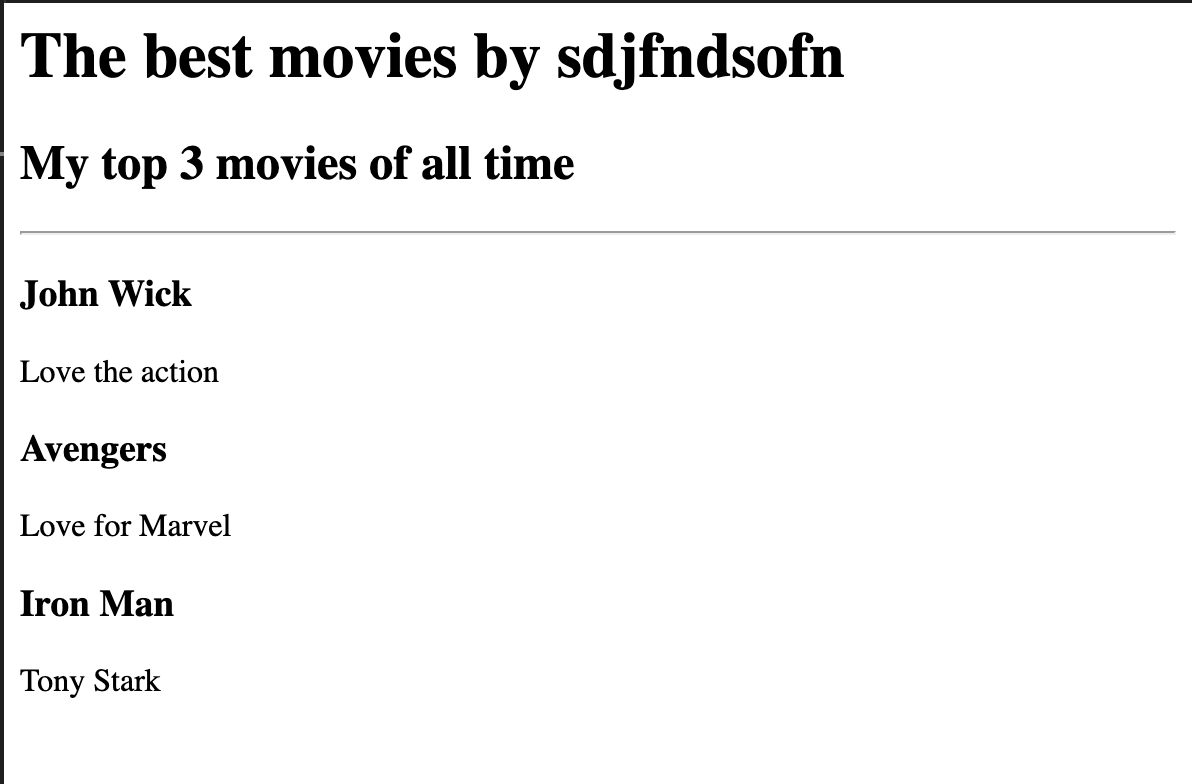 The best movies by sdjfndsofn
My top 3 movies of all time
John Wick
Love the action
Avengers
Love for Marvel
Iron Man
Tony Stark